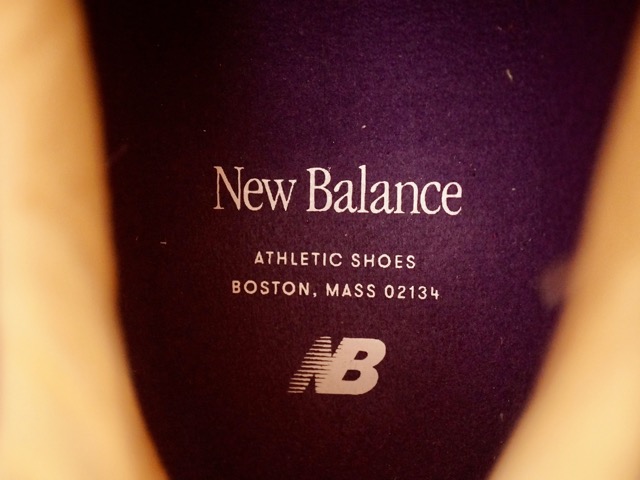 New Balance
ATHLETIC SHOES
BOSTON, MASS 02134
NB